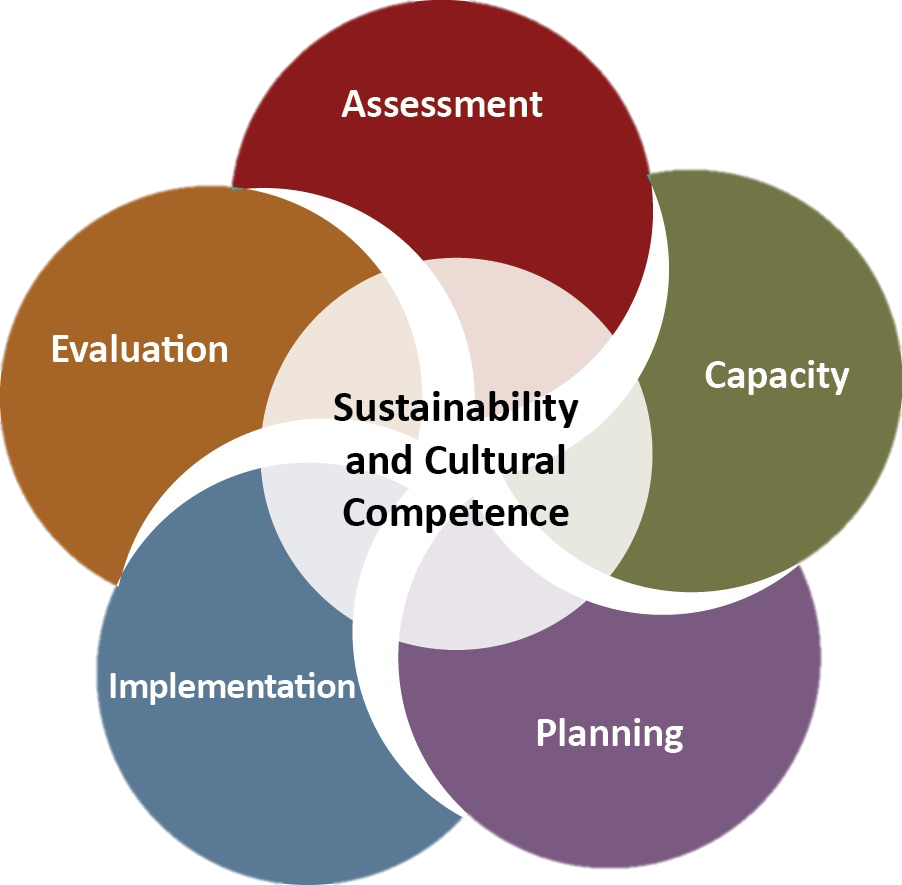 Assessment
Capacity
Planning
Implementation
Evaluation
Sustainability
and Cultural
Competence